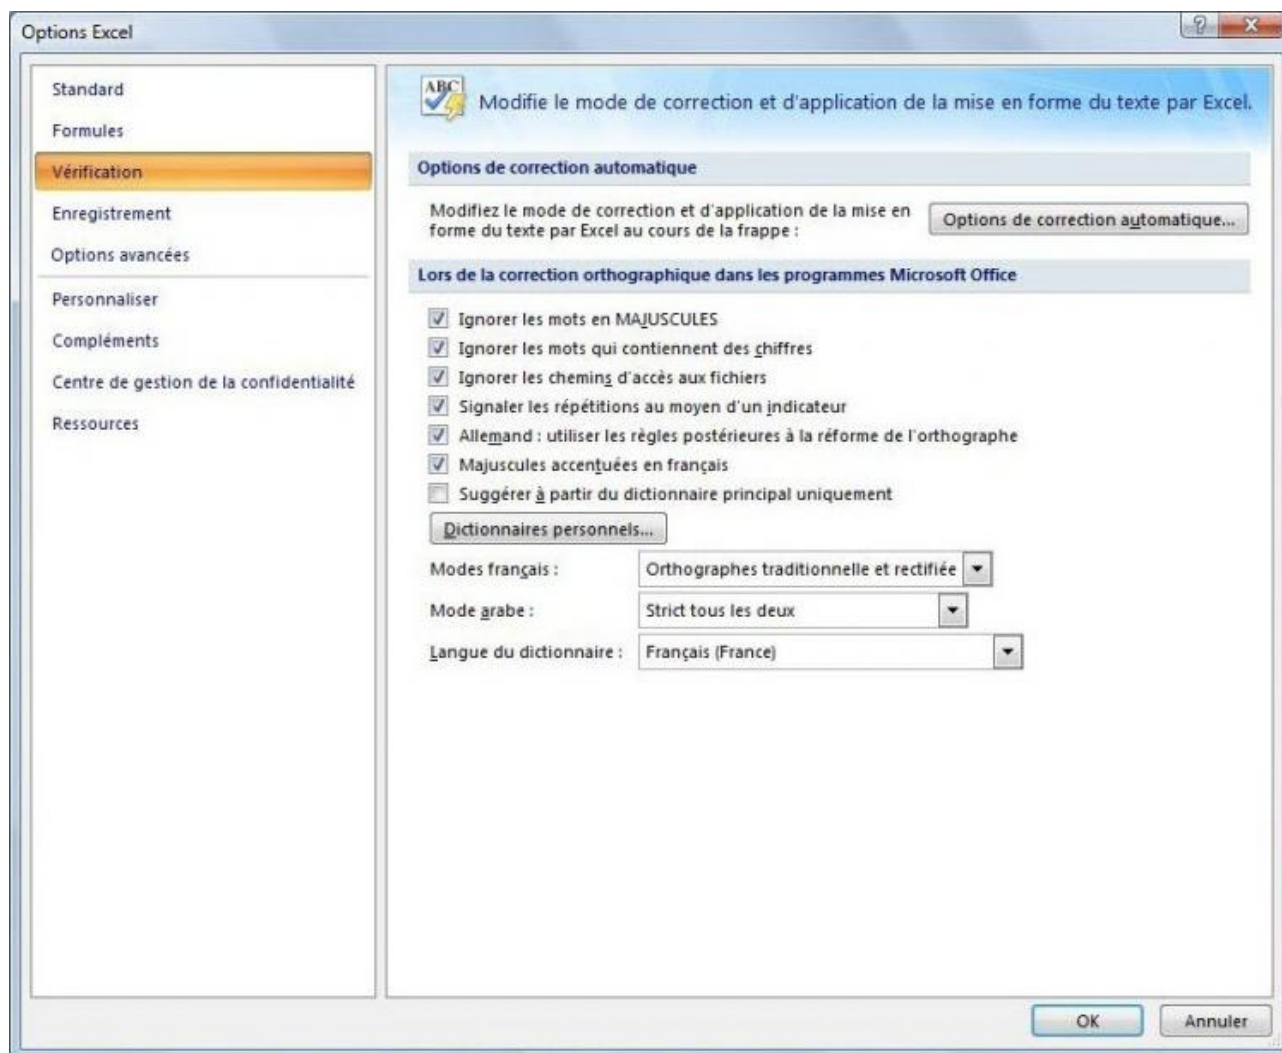 Options Excel
Standard
Formules
Vérification
Enregistrement
Options avancées
Personnaliser
Compléments
Centre de gestion de la confidentialité
Ressources
ABC
Modifie le mode de correction et d'application de la mise en forme du texte par Excel.
Options de correction automatique
Modifiez le mode de correction et d'application de la mise en
forme du texte par Excel au cours de la frappe :
Options de correction automatique...
Lors de la correction orthographique dans les programmes Microsoft Office
Ignorer les mots en MAJUSCULES
Ignorer les mots qui contiennent des chiffres
Ignorer les chemins d'accès aux fichiers
Signaler les répétitions au moyen d'un indicateur
Allemand : utiliser les règles postérieures à la réforme de l'orthographe
Majuscules accentuées en français
Suggérer à partir du dictionnaire principal uniquement
Dictionnaires personnels...
Modes français : Orthographes traditionnelle et rectifiée
Mode arabe : Strict tous les deux
Langue du dictionnaire : Français (France)
OK Annuler